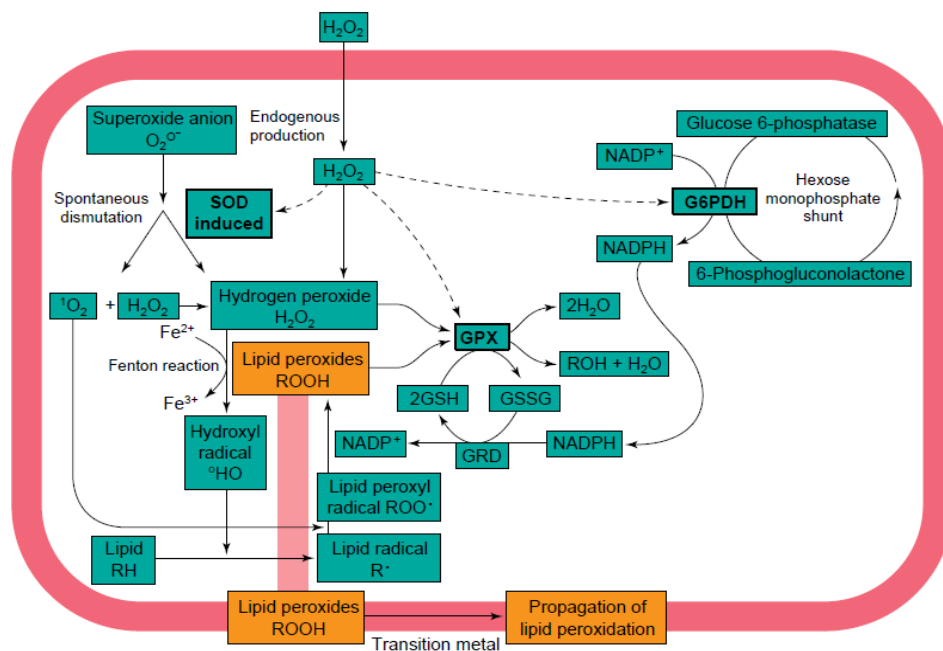 H₂O₂
Superoxide anion
O₂°⁻
Endogenous
production
Glucose 6-phosphatase
NADP⁺
H₂O₂
Spontaneous
dismutation
SOD
induced
G6PDH
Hexose
monophosphate
shunt
NADPH
6-Phosphogluconolactone
¹O₂ + H₂O₂
Hydrogen peroxide
H₂O₂
2H₂O
Fe²⁺
GPX
Fenton reaction
Lipid peroxides
ROOH
ROH + H₂O
Fe³⁺
2GSH
GSSG
Hydroxyl
radical
°HO
NADP⁺
GRD
NADPH
Lipid peroxyl
radical ROO·
Lipid
RH
Lipid radical
R·
Lipid peroxides
ROOH
Transition metal
Propagation of
lipid peroxidation